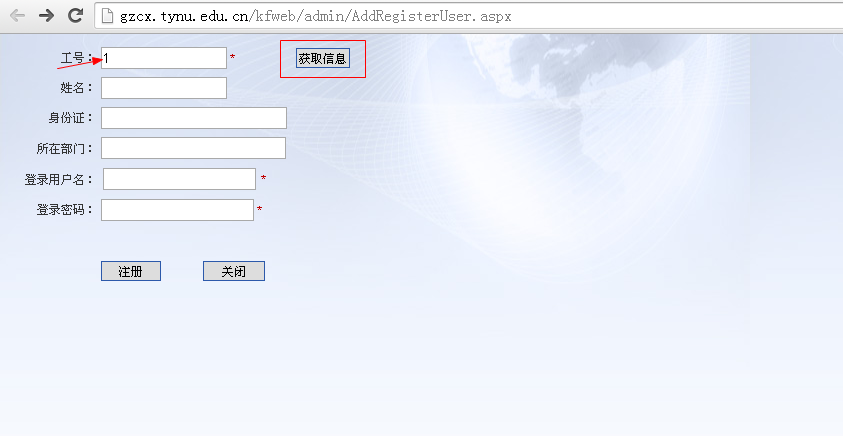 gzcx.tynu.edu.cn/kfweb/admin/AddRegisterUser.aspx
工号： 1 * 获取信息
姓名：
身份证：
所在部门：
登录用户名： *
登录密码： *
注册 关闭